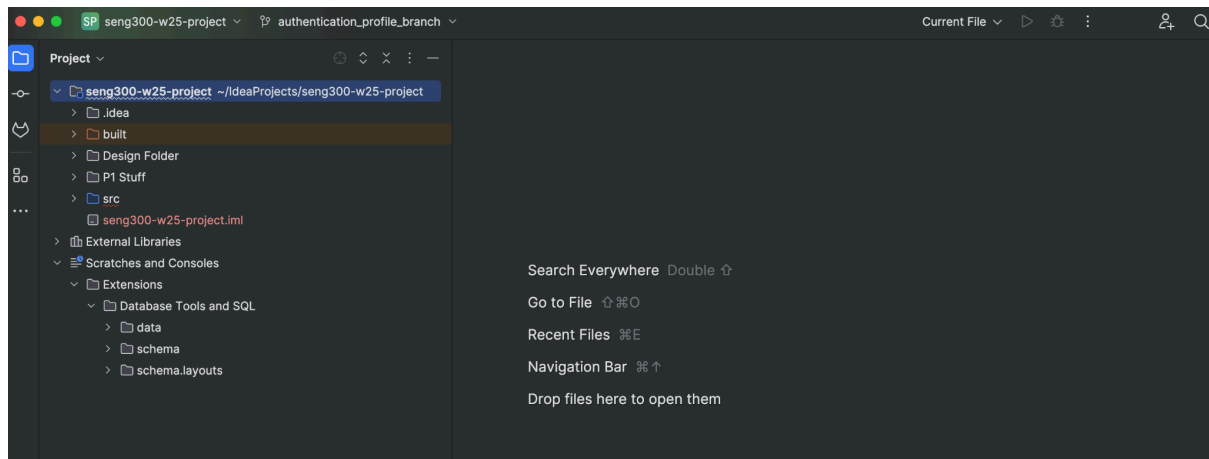 SP seng300-w25-project authentication_profile_branch Current File
Project
seng300-w25-project ~/IdeaProjects/seng300-w25-project
.idea
built
Design Folder
P1 Stuff
src
seng300-w25-project.iml
External Libraries
Scratches and Consoles
Extensions
Database Tools and SQL
data
schema
schema.layouts
Search Everywhere Double ⇧
Go to File ⇧⌘O
Recent Files ⌘E
Navigation Bar ⌘↑
Drop files here to open them